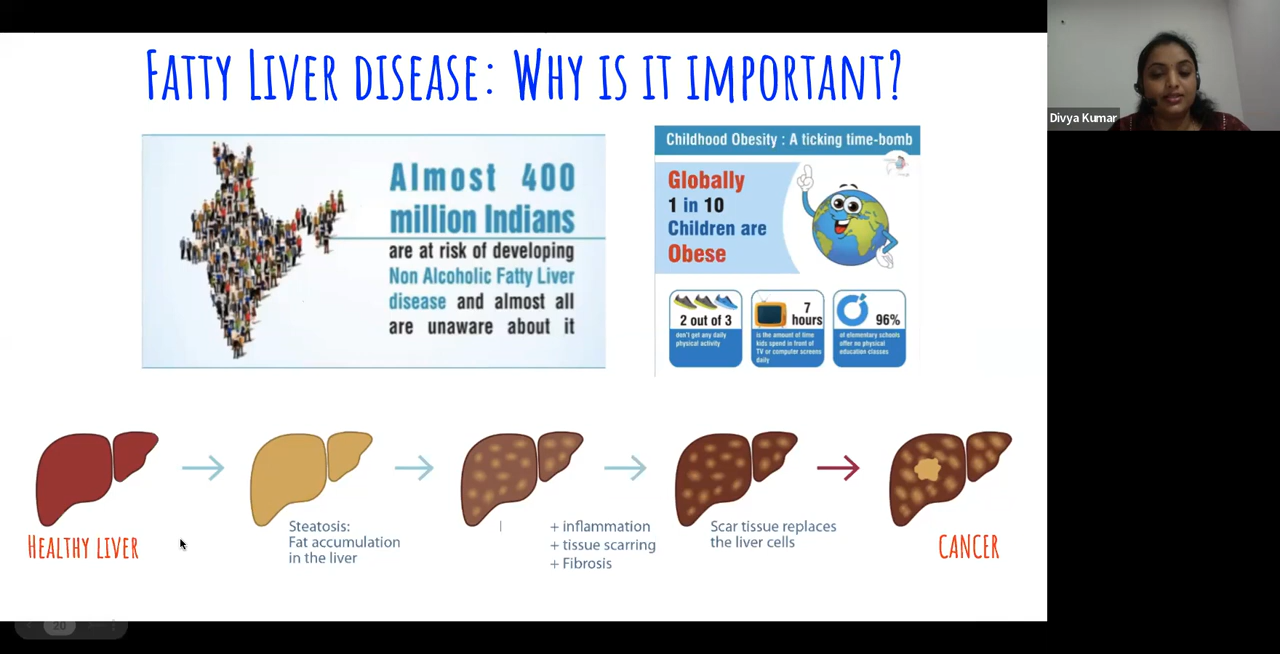 FATTY LIVER DISEASE: WHY IS IT IMPORTANT?
Divya Kumar
Almost 400
million Indians
are at risk of developing
Non Alcoholic Fatty Liver
disease and almost all
are unaware about it
Childhood Obesity : A ticking time-bomb
Globally
1 in 10
Children are
Obese
2 out of 3
don't get any daily
physical activity
7
hours
is the amount of time
kids spend in front of
TV or computer screens
daily
96%
of elementary schools
offer no physical
education classes
HEALTHY LIVER
Steatosis:
Fat accumulation
in the liver
+ inflammation
+ tissue scarring
+ Fibrosis
Scar tissue replaces
the liver cells
CANCER
20